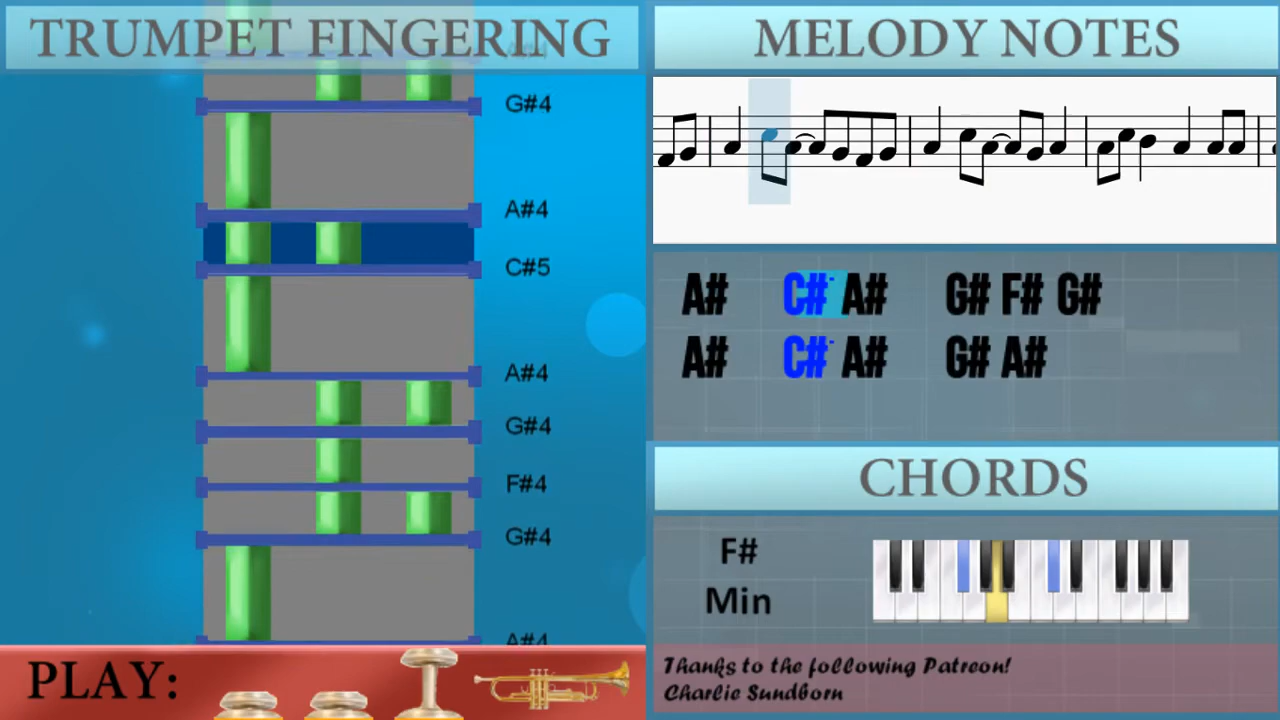 TRUMPET FINGERING
G#4
A#4
C#5
A#4
G#4
F#4
G#4
A#4
PLAY:
MELODY NOTES
A# C#- A# G# F# G#
A# C#- A# G# A#
CHORDS
F#
Min
Thanks to the following Patreon!
Charlie Sundborn